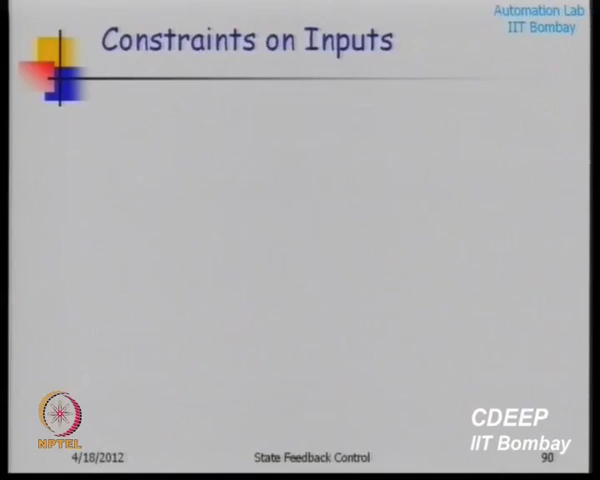 Automation Lab
IIT Bombay
Constraints on Inputs
NPTEL
CDEEP
IIT Bombay
4/18/2012
State Feedback Control
90